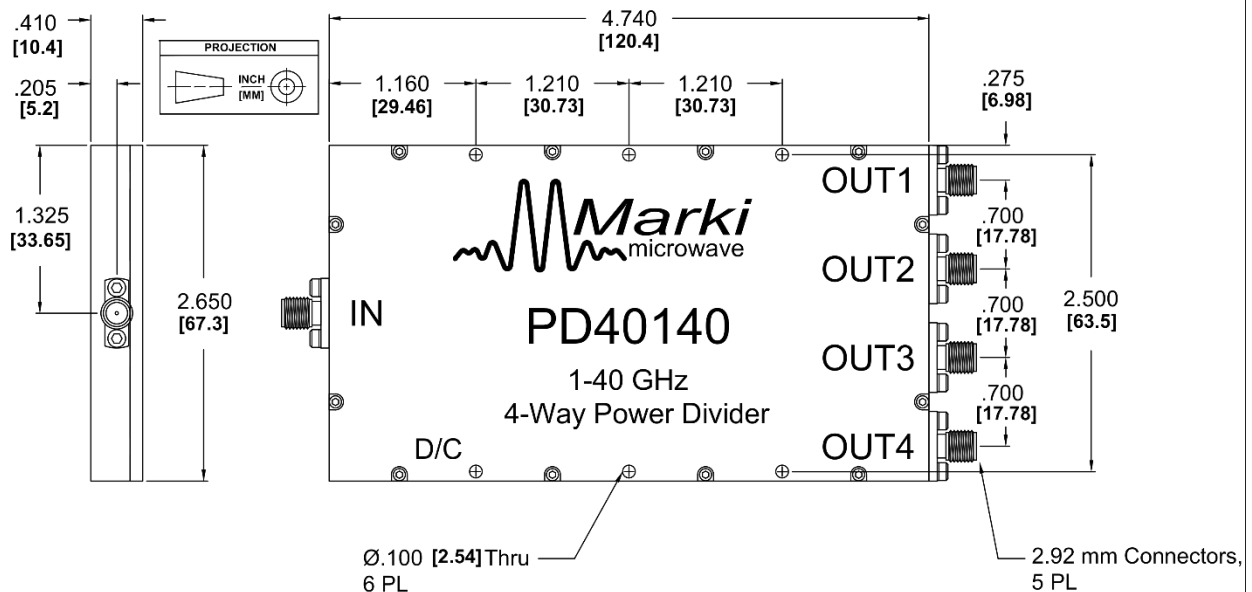 .410
[10.4]
.205
[5.2]
1.325
[33.65]
2.650
[67.3]
PROJECTION
INCH
[MM]
4.740
[120.4]
1.160
[29.46]
1.210
[30.73]
1.210
[30.73]
.275
[6.98]
Marki
microwave
IN
PD40140
1-40 GHz
4-Way Power Divider
D/C
OUT1
OUT2
OUT3
OUT4
.700
[17.78]
.700
[17.78]
.700
[17.78]
2.500
[63.5]
Ø.100 [2.54] Thru
6 PL
2.92 mm Connectors,
5 PL